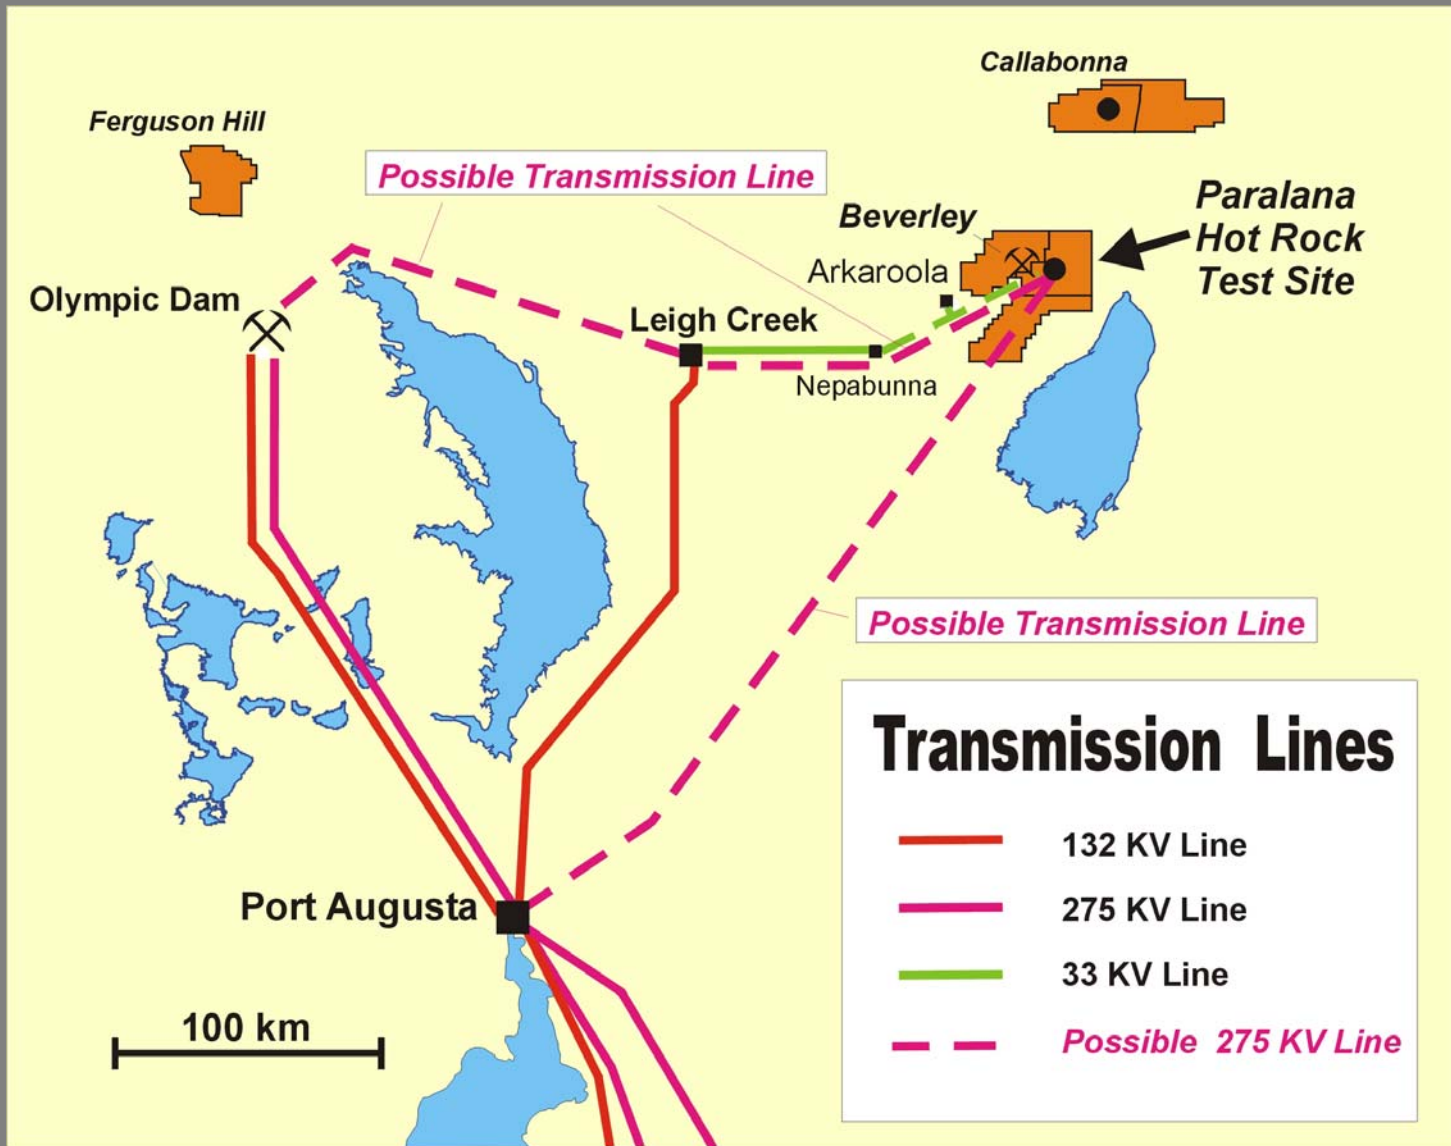 Callabonna
Ferguson Hill
Possible Transmission Line
Paralana
Hot Rock
Test Site
Beverley
Arkaroola
Olympic Dam
Leigh Creek
Nepabunna
Possible Transmission Line
Transmission Lines
132 KV Line
Port Augusta
275 KV Line
33 KV Line
100 km
Possible 275 KV Line